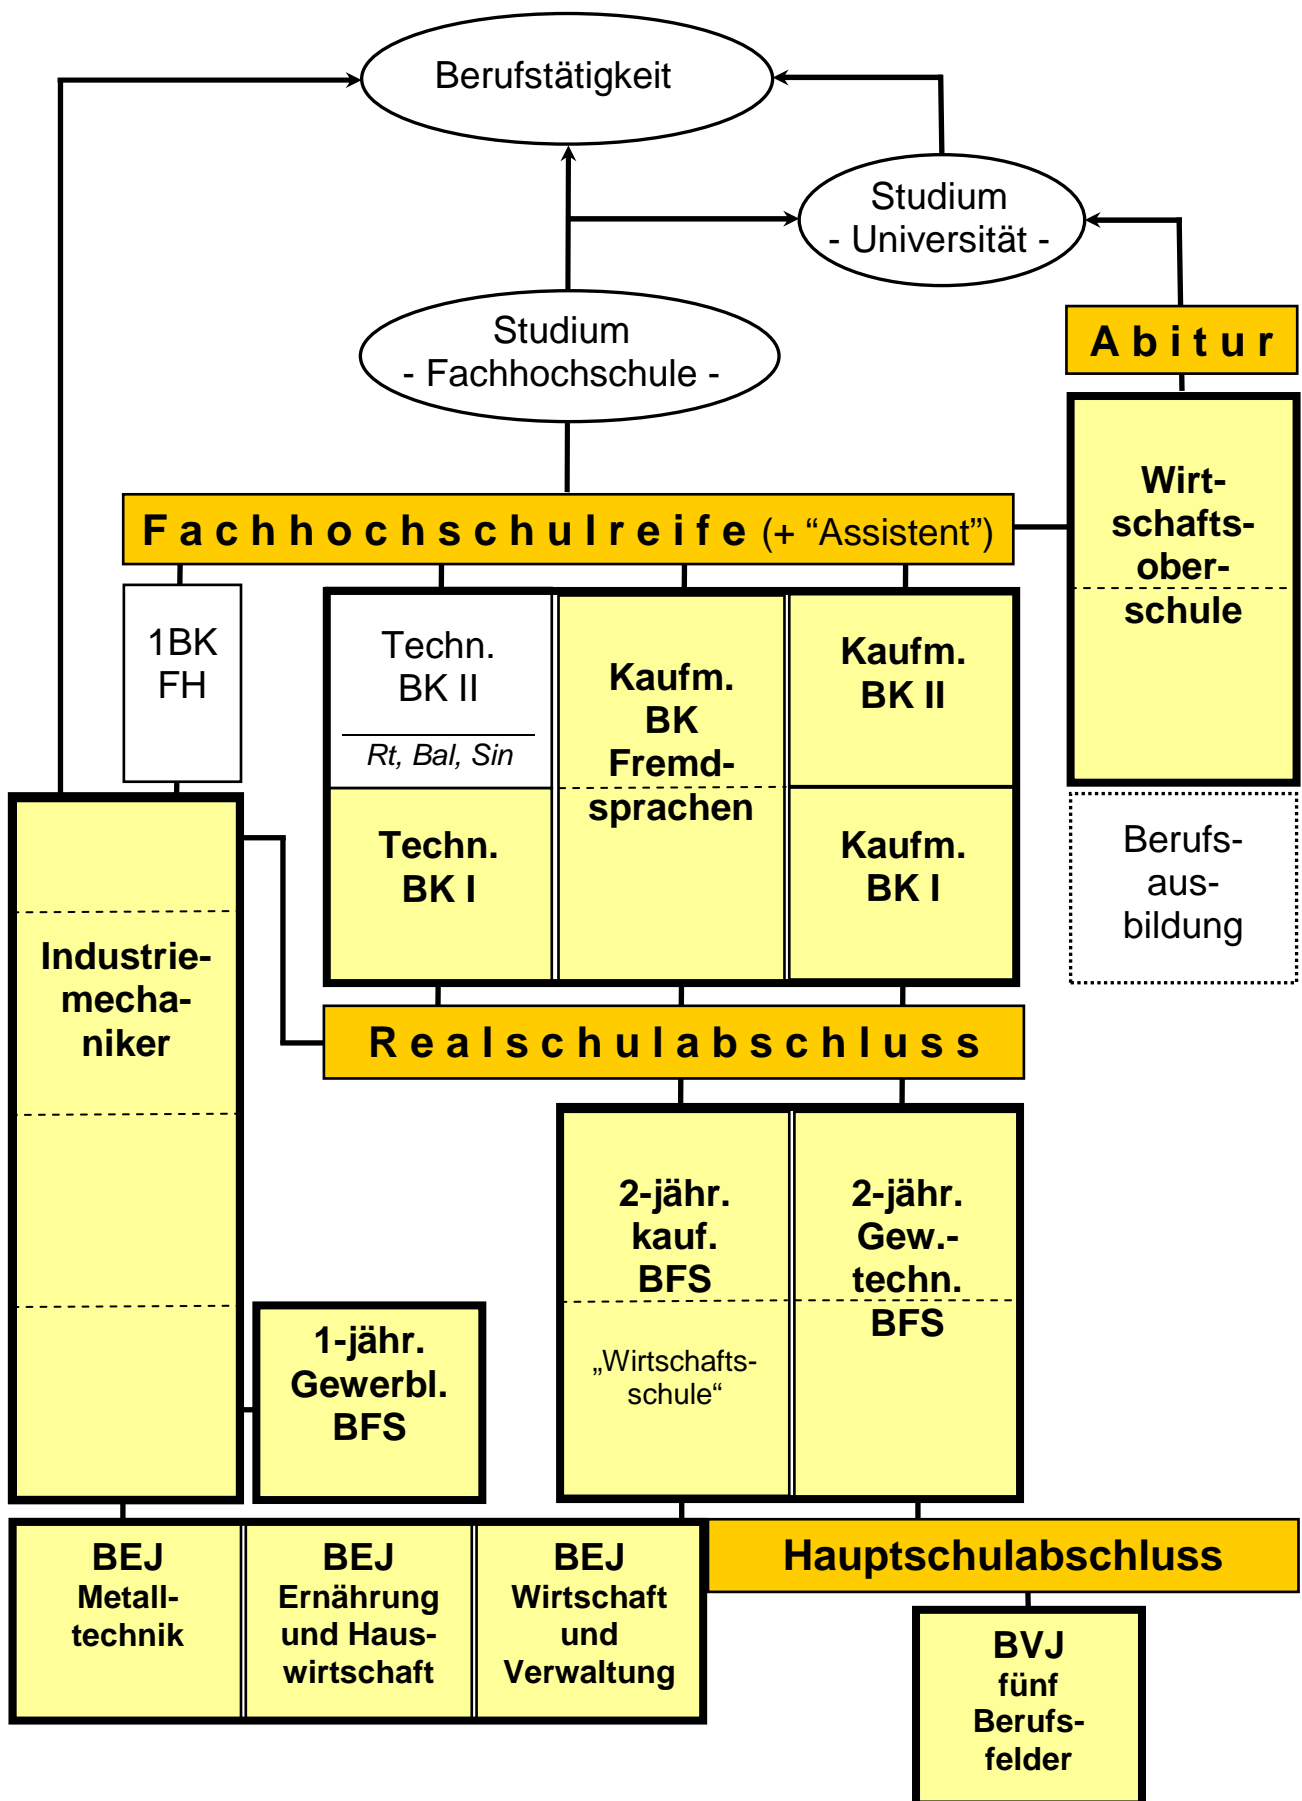 Berufstätigkeit
Studium
- Universität -
Studium
- Fachhochschule -
A b i t u r
F a c h h o c h s c h u l r e i f e (+ “Assistent”)
Wirt-
schafts-
ober-
schule
1BK
FH
Techn.
BK II
Rt, Bal, Sin
Kaufm.
BK
Fremd-
sprachen
Kaufm.
BK II
Techn.
BK I
Kaufm.
BK I
Berufs-
aus-
bildung
Industrie-
mecha-
niker
R e a l s c h u l a b s c h l u s s
2-jähr.
kauf.
BFS
„Wirtschafts-
schule“
2-jähr.
Gew.-
techn.
BFS
1-jähr.
Gewerbl.
BFS
BEJ
Metall-
technik
BEJ
Ernährung
und Haus-
wirtschaft
BEJ
Wirtschaft
und
Verwaltung
Hauptschulabschluss
BVJ
fünf
Berufs-
felder